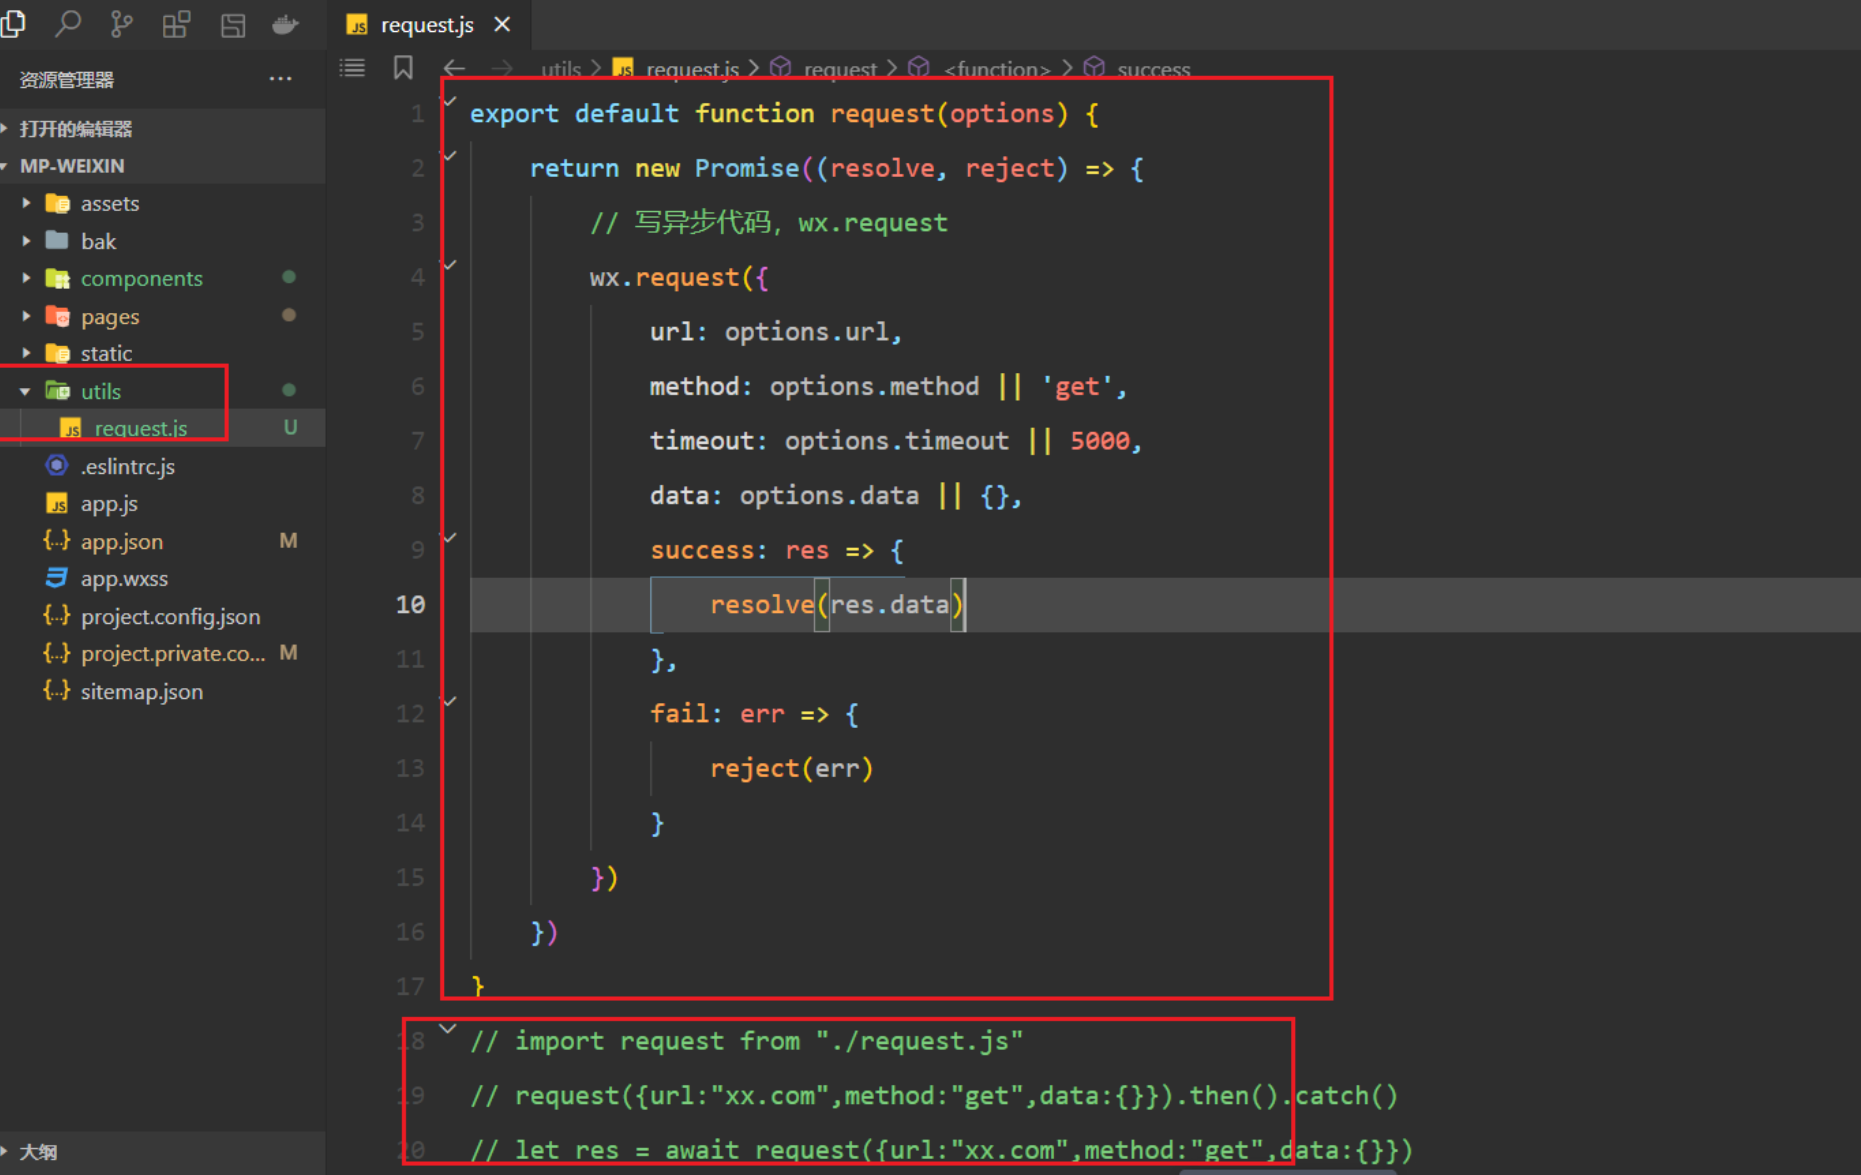 request.js
资源管理器
打开的编辑器
MP-WEIXIN
assets
bak
components
pages
static
utils
request.js U
.eslintrc.js
app.js
app.json M
app.wxss
project.config.json
project.private.co... M
sitemap.json
大纲
utils > request.js > request > <function> > success
1 export default function request(options) {
2 return new Promise((resolve, reject) => {
3 // 写异步代码，wx.request
4 wx.request({
5 url: options.url,
6 method: options.method || 'get',
7 timeout: options.timeout || 5000,
8 data: options.data || {},
9 success: res => {
10 resolve(res.data)
11 },
12 fail: err => {
13 reject(err)
14 }
15 })
16 })
17 }
18 // import request from "./request.js"
19 // request({url:"xx.com",method:"get",data:{}}).then().catch()
20 // let res = await request({url:"xx.com",method:"get",data:{}})